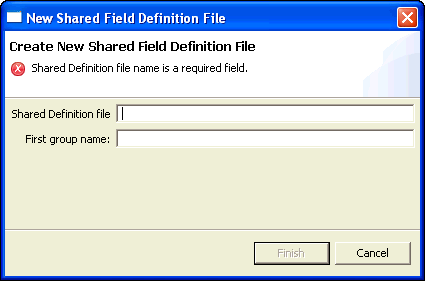 New Shared Field Definition File
Create New Shared Field Definition File
Shared Definition file name is a required field.
Shared Definition file
First group name:
Finish
Cancel